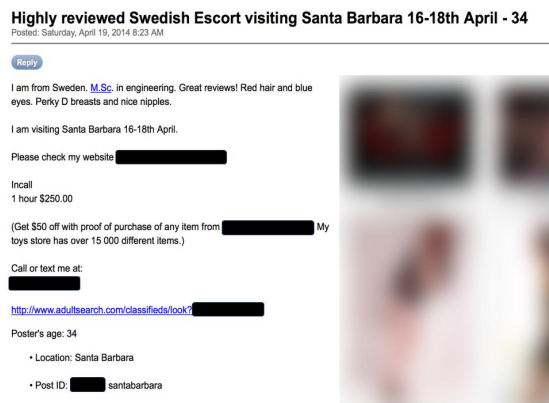 Highly reviewed Swedish Escort visiting Santa Barbara 16-18th April - 34
Posted: Saturday, April 19, 2014 8:23 AM
Reply
I am from Sweden. M.Sc. in engineering. Great reviews! Red hair and blue
eyes. Perky D breasts and nice nipples.
I am visiting Santa Barbara 16-18th April.
Please check my website
Incall
1 hour $250.00
(Get $50 off with proof of purchase of any item from My
toys store has over 15 000 different items.)
Call or text me at:
http://www.adultsearch.com/classifieds/look?
Poster's age: 34
• Location: Santa Barbara
• Post ID: santabarbara